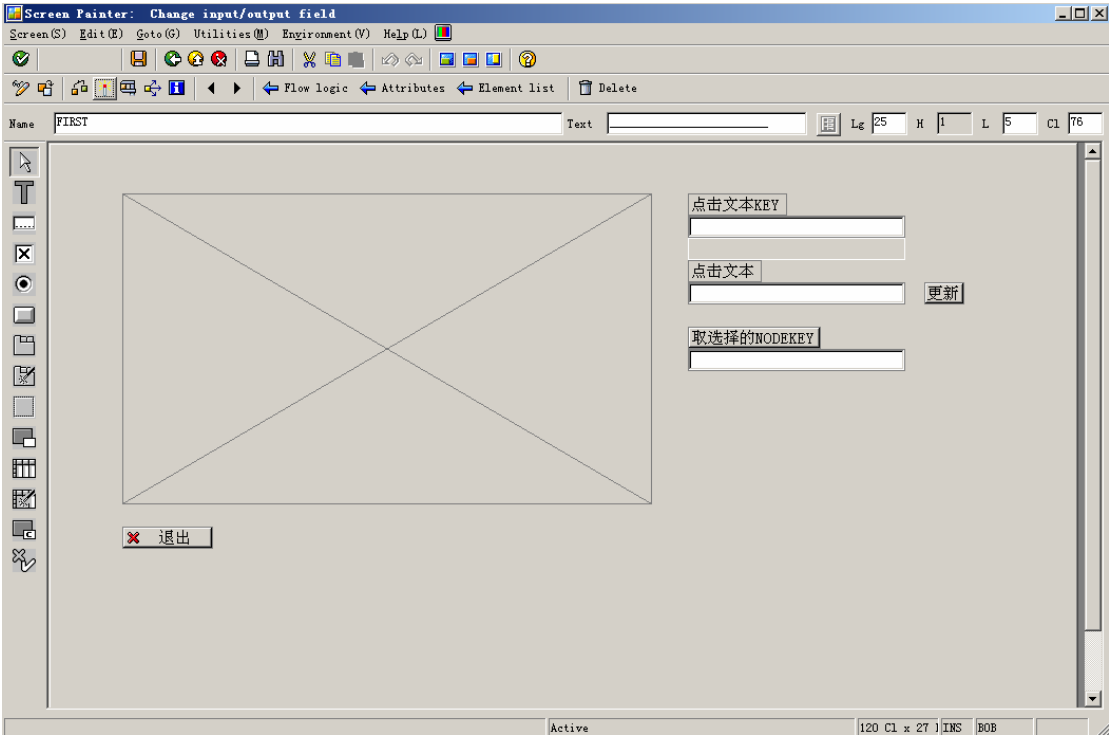 Screen Painter: Change input/output field
Screen(S) Edit(E) Goto(G) Utilities(M) Environment(V) Help(L)
Flow logic Attributes Element list Delete
Name FIRST Text Lg 25 H 1 L 5 Cl 76
点击文本KEY
点击文本
更新
取选择的NODEKEY
退出
Active 120 Cl x 27 INS BOB